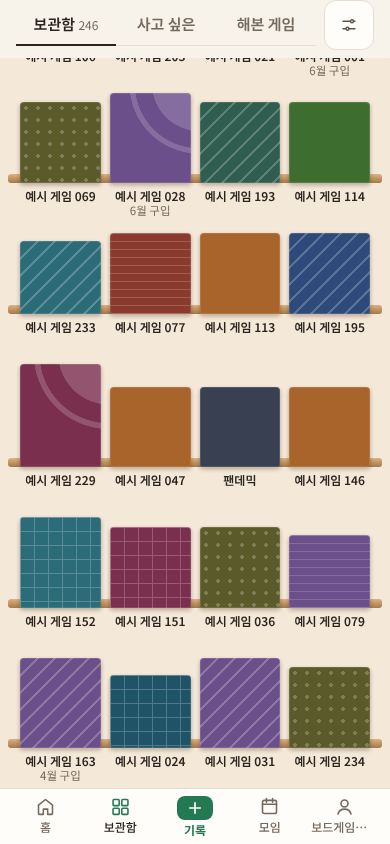 보관함 246
사고 싶은
해본 게임
6월 구입
예시 게임 069
예시 게임 028
예시 게임 193
예시 게임 114
6월 구입
예시 게임 233
예시 게임 077
예시 게임 113
예시 게임 195
예시 게임 229
예시 게임 047
팬데믹
예시 게임 146
예시 게임 152
예시 게임 151
예시 게임 036
예시 게임 079
예시 게임 163
예시 게임 024
예시 게임 031
예시 게임 234
4월 구입
홈
보관함
기록
모임
보드게임…